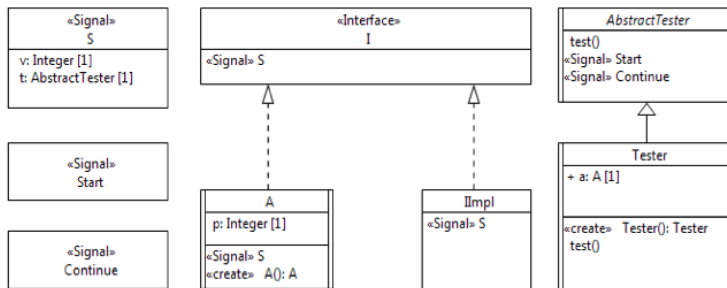 «Signal»
S
v: Integer [1]
t: AbstractTester [1]
«Signal»
Start
«Signal»
Continue
«Interface»
I
«Signal» S
A
p: Integer [1]
«Signal» S
«create» A(): A
IImpl
«Signal» S
AbstractTester
test()
«Signal» Start
«Signal» Continue
Tester
+ a: A [1]
«create» Tester(): Tester
test()